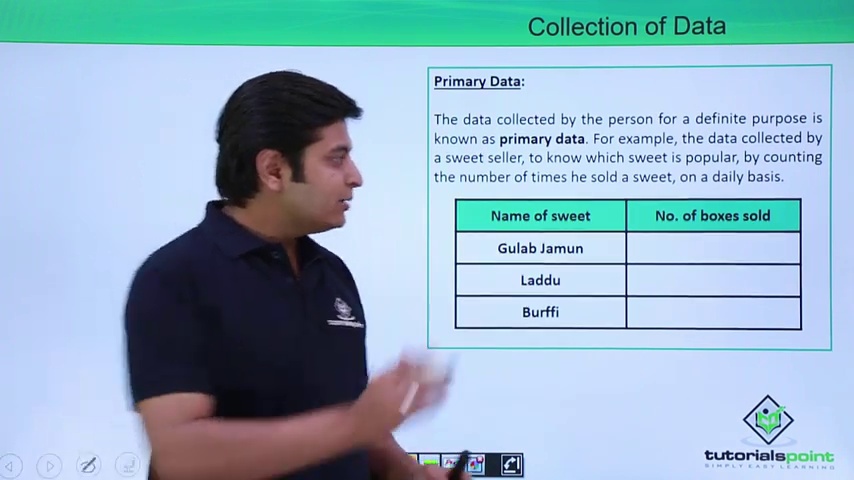 Collection of Data
Primary Data:
The data collected by the person for a definite purpose is
known as primary data. For example, the data collected by
a sweet seller, to know which sweet is popular, by counting
the number of times he sold a sweet, on a daily basis.
Name of sweet No. of boxes sold
Gulab Jamun
Laddu
Burffi
tutorialspoint
SIMPLY EASY LEARNING